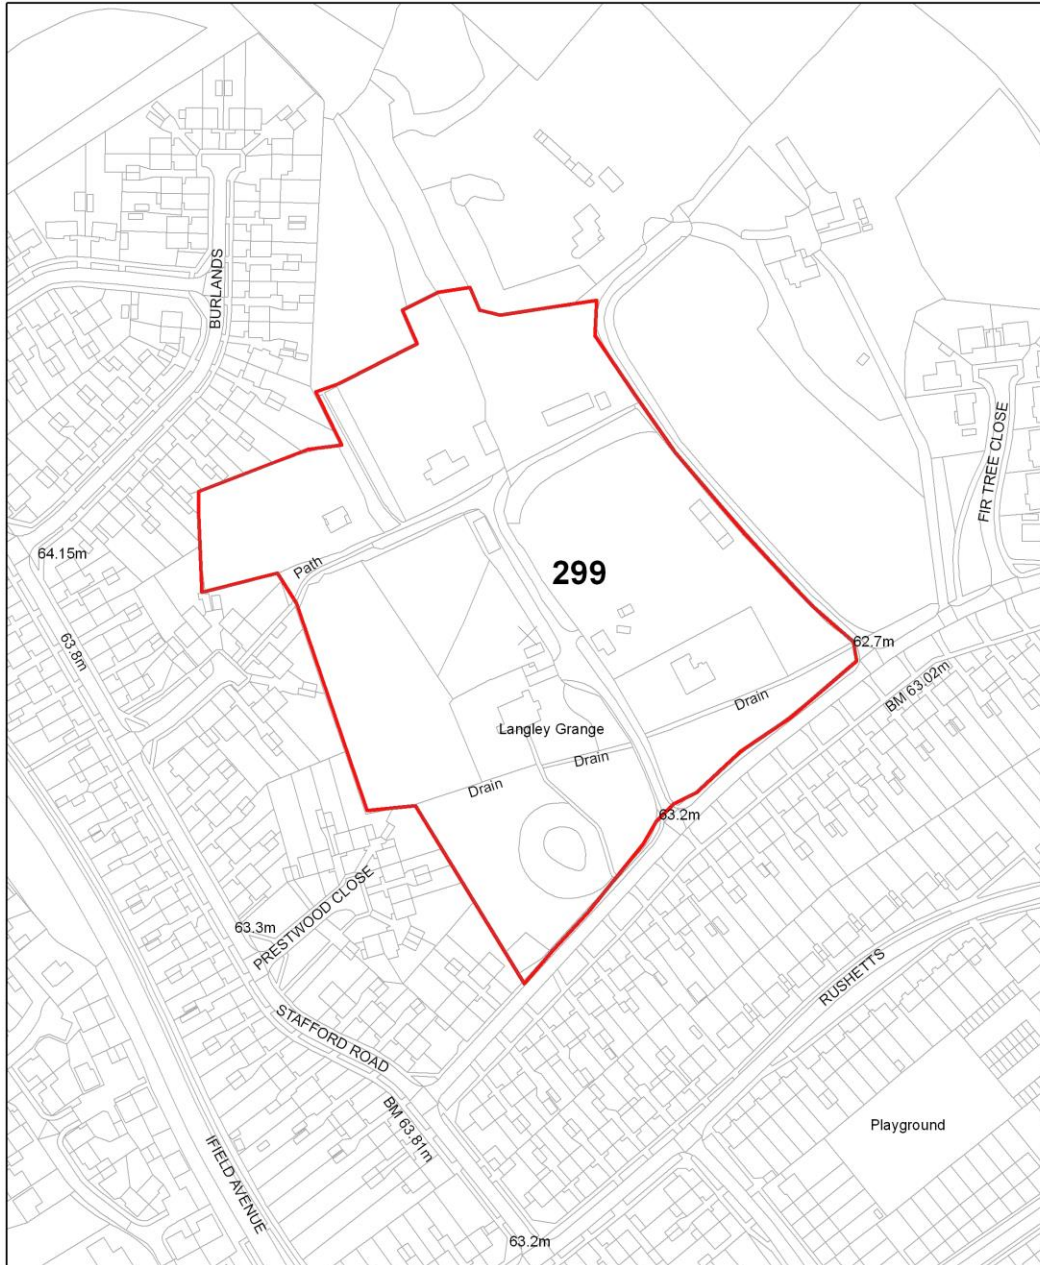 BURLANDS
FIR TREE CLOSE
64.15m
Path
299
63.8m
62.7m
BM 63.02m
Drain
Langley Grange
Drain
Drain
63.2m
PRESTWOOD CLOSE
63.3m
RUSHETTS
STAFFORD ROAD
BM 63.81m
Playground
IFIELD AVENUE
63.2m